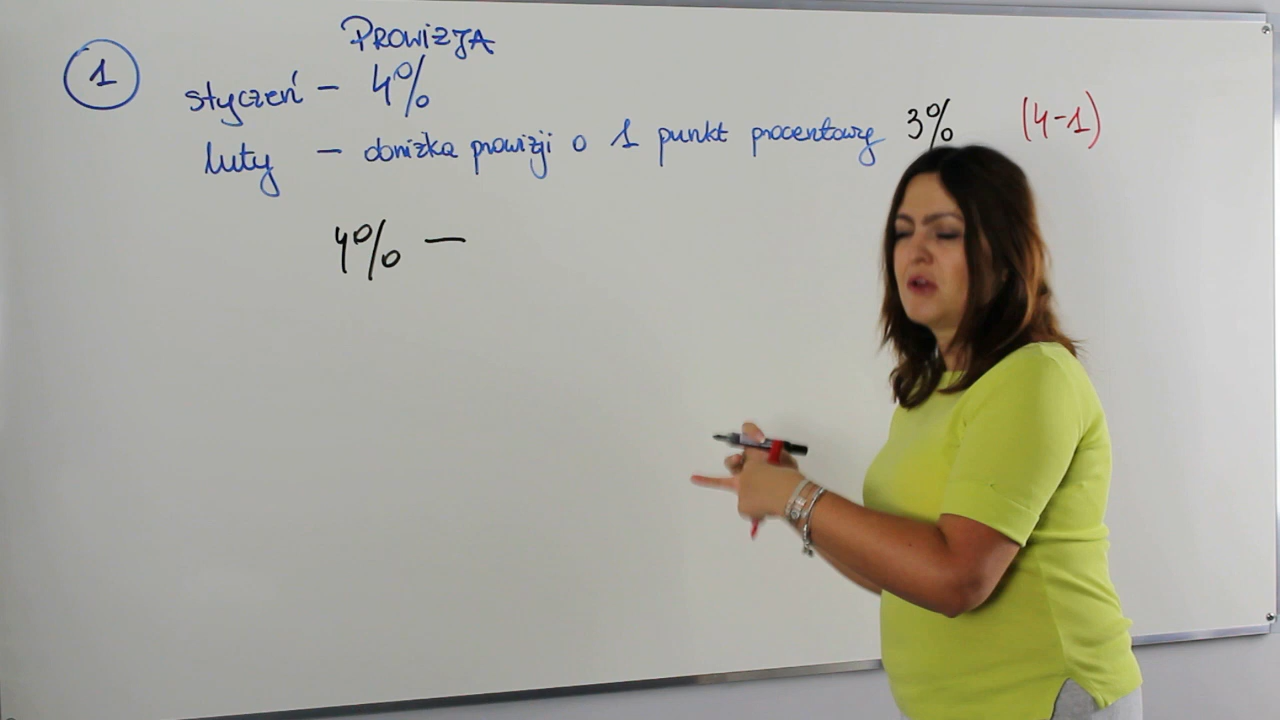 1
PROWIZJA
styczeń - 4%
luty - obniżka prowizji o 1 punkt procentowy 3% (4-1)
4% -